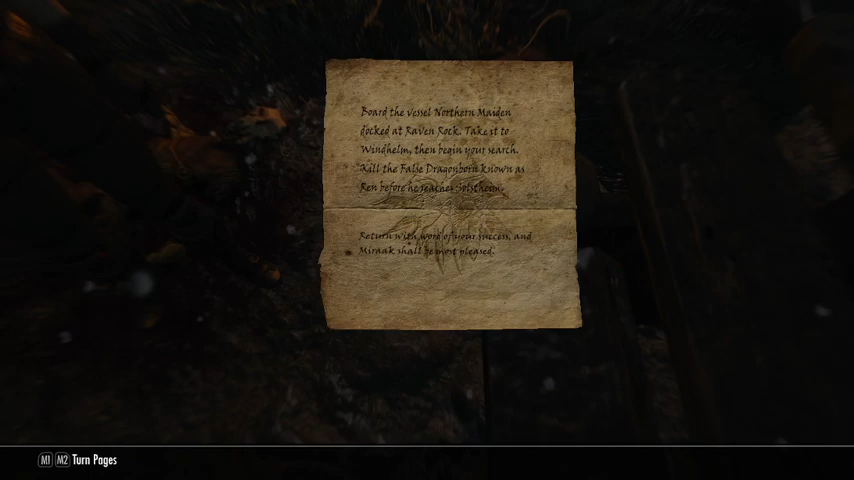 Board the vessel Northern Maiden
docked at Raven Rock. Take it to
Windhelm, then begin your search.
Kill the False Dragonborn known as
Ren before he reaches Solstheim.
Return with word of your success, and
Miraak shall be most pleased.
M1 M2 Turn Pages